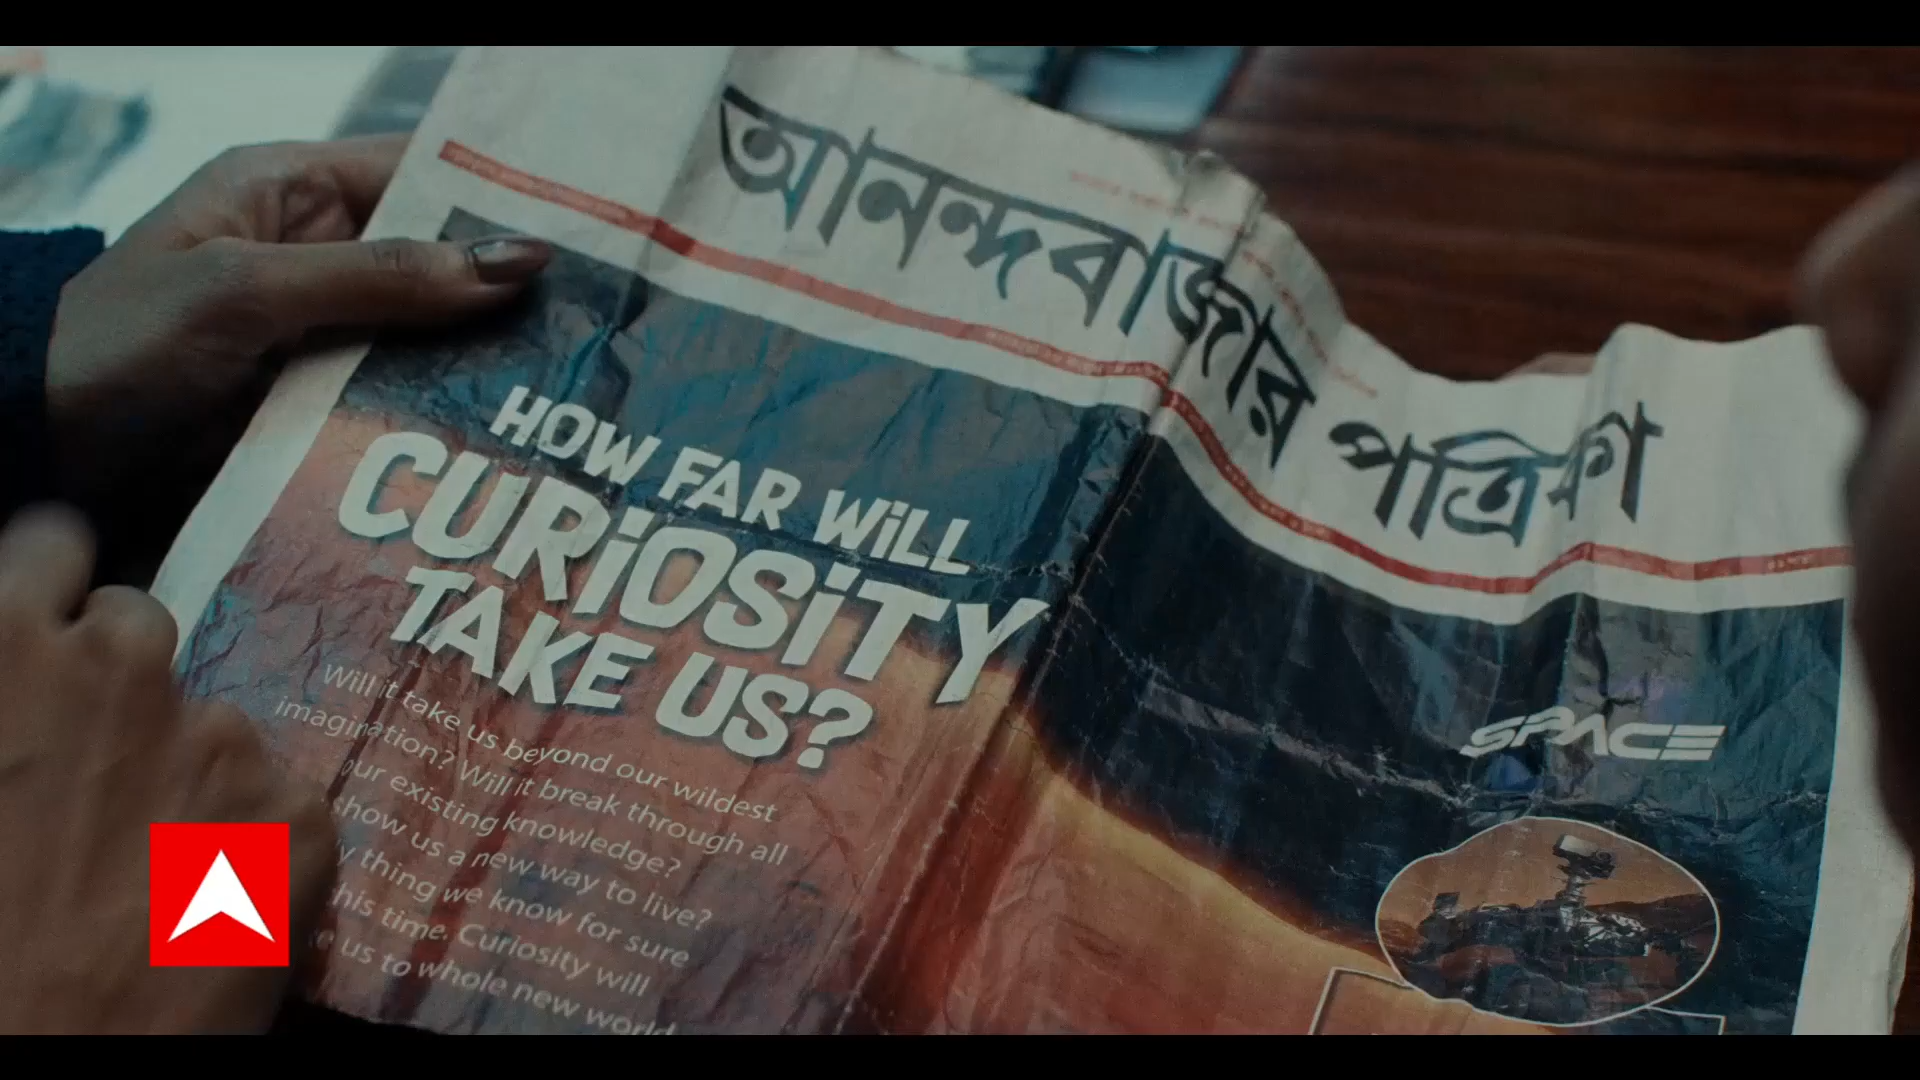 আনন্দবাজার পত্রিকা
HOW FAR WiLL
CURiOSiTY
TAKE US?
Will it take us beyond our wildest
imagination? Will it break through all
our existing knowledge?
show us a new way to live?
thing we know for sure
this time. Curiosity will
us to whole new world
SPACE